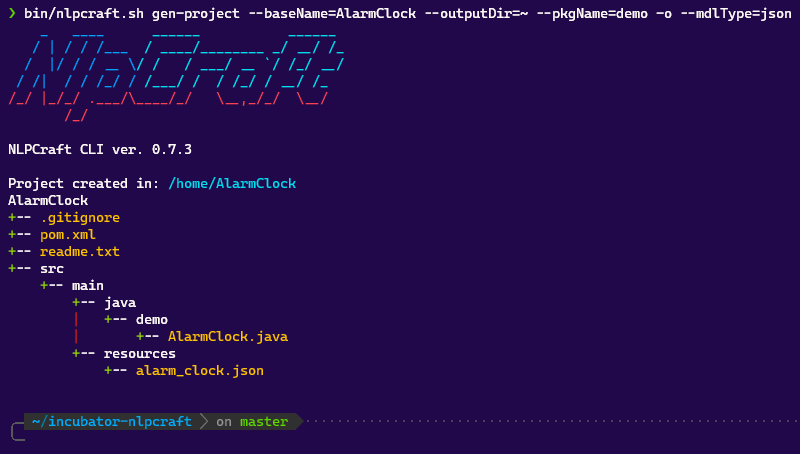 ❯ bin/nlpcraft.sh gen-project --baseName=AlarmClock --outputDir=~ --pkgName=demo -o --mdlType=json
NLPCraft
NLPCraft CLI ver. 0.7.3
Project created in: /home/AlarmClock
AlarmClock
+-- .gitignore
+-- pom.xml
+-- readme.txt
+-- src
    +-- main
        +-- java
        |   +-- demo
        |       +-- AlarmClock.java
        +-- resources
            +-- alarm_clock.json
~/incubator-nlpcraft on master